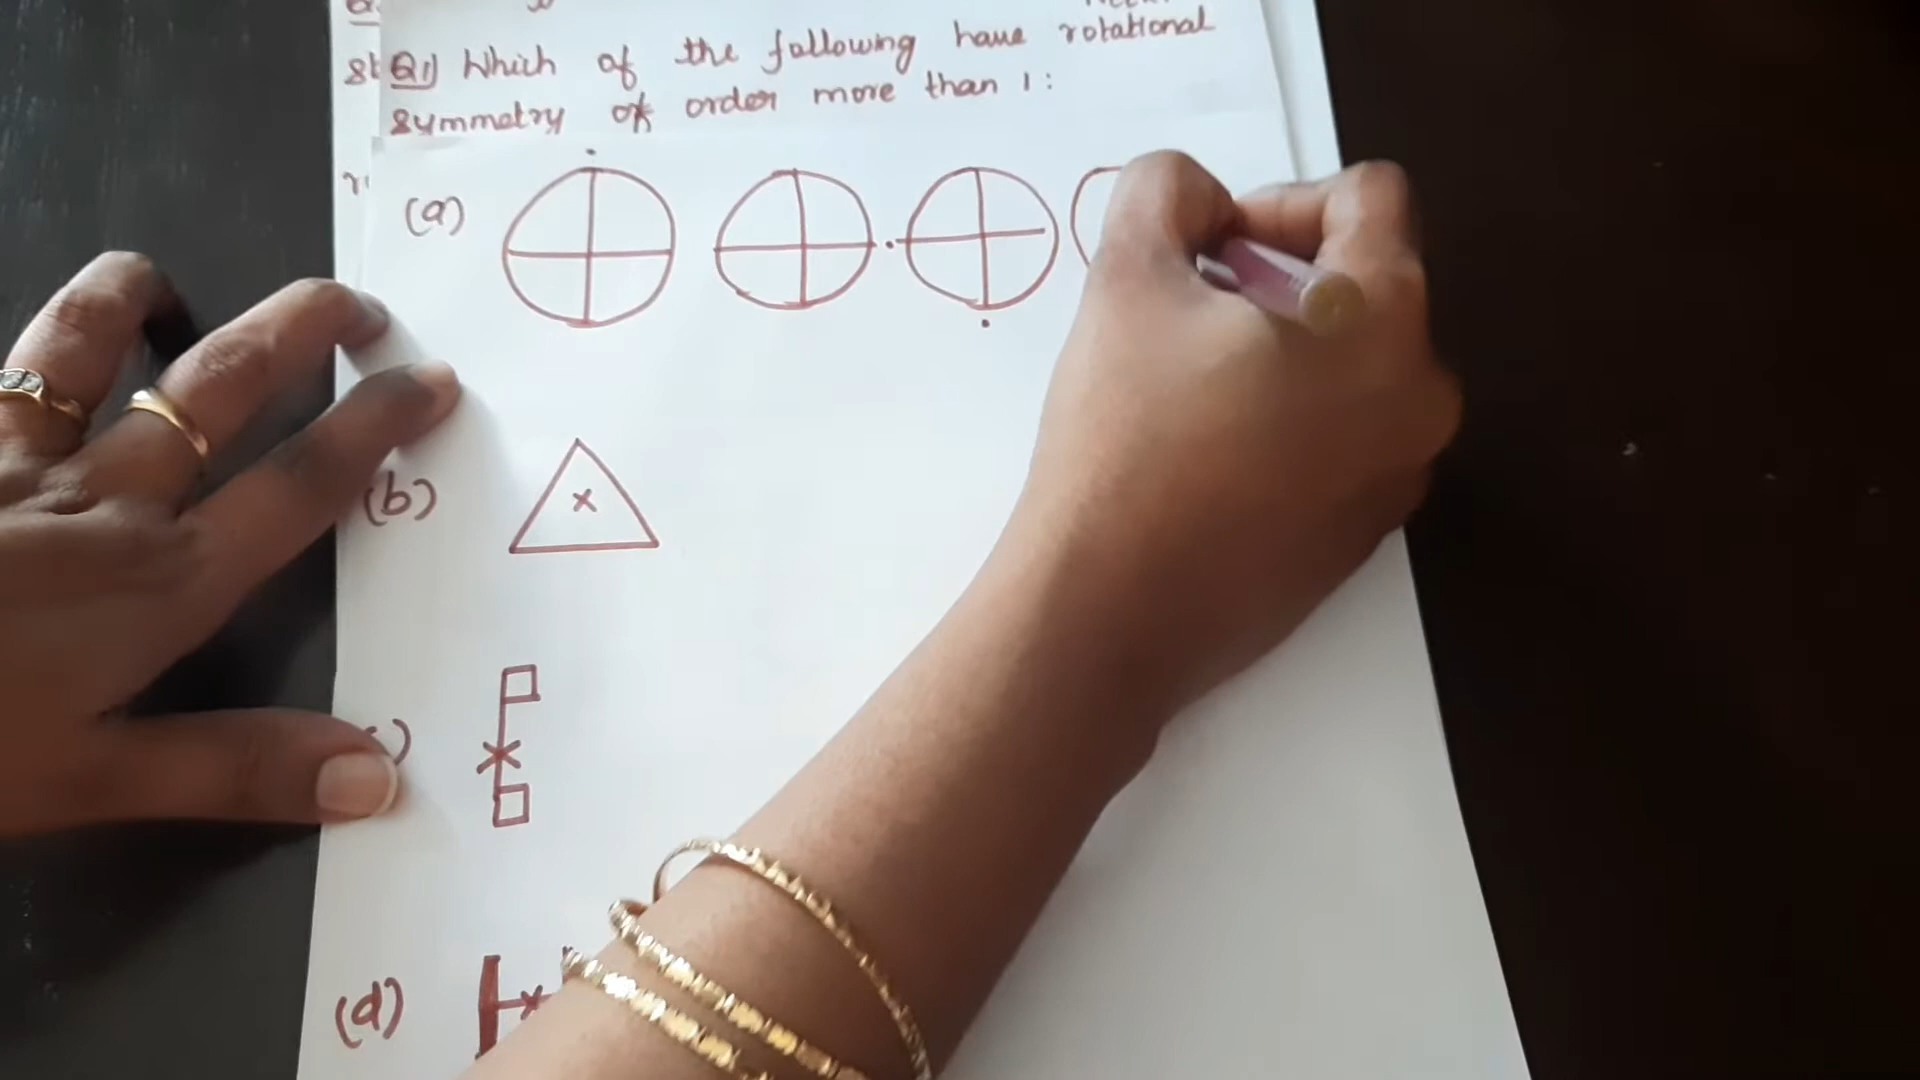 Q1) Which of the following have rotational
symmetry of order more than 1:
(a)
(b)
(d)